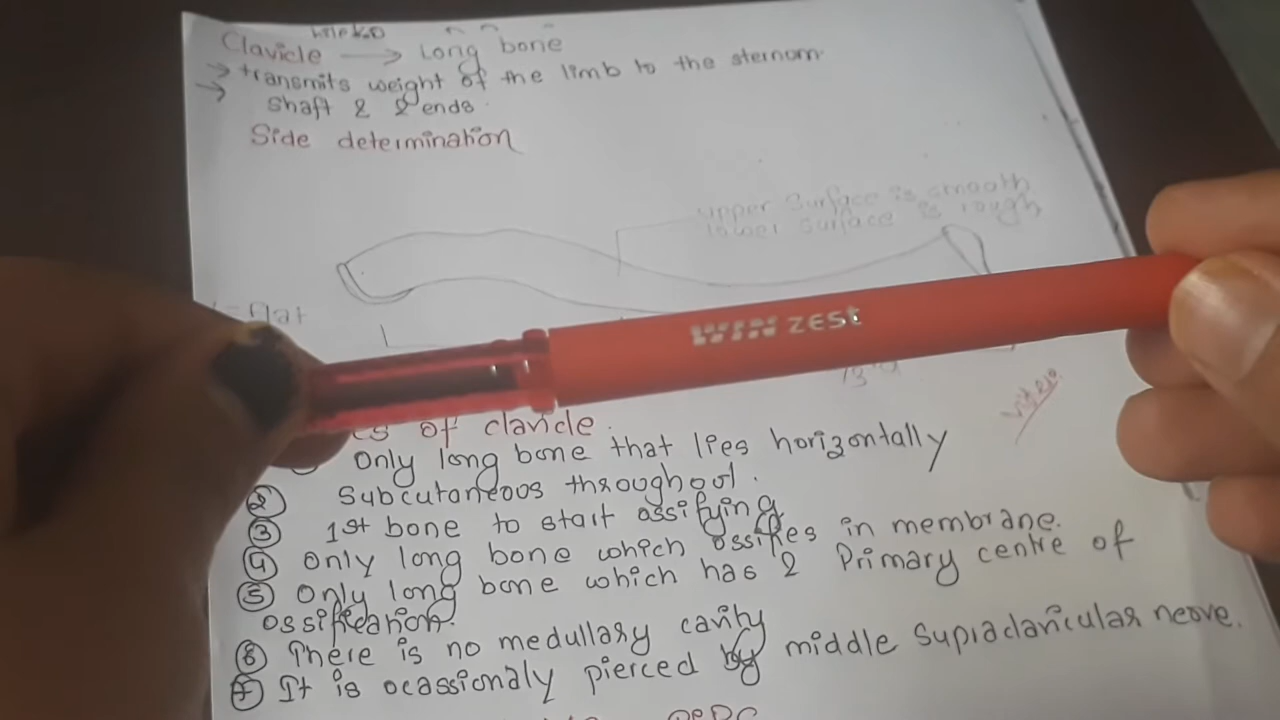 Clavicle → Long bone
→ transmits weight of the limb to the sternom.
→ Shaft & 2 ends.
Side determination
upper surface is smooth
lower surface is rough
flat
WIN ZEST
of clavicle.
Only long bone that lies horizontally
② Subcutaneous throughout.
③ 1st bone to start ossifying
④ Only long bone which ossifies in membrane.
⑤ Only long bone which has 2 Primary centre of
ossification.
⑥ There is no medullary cavity
⑦ It is ocassionaly pierced by middle supraclavicular nerve.